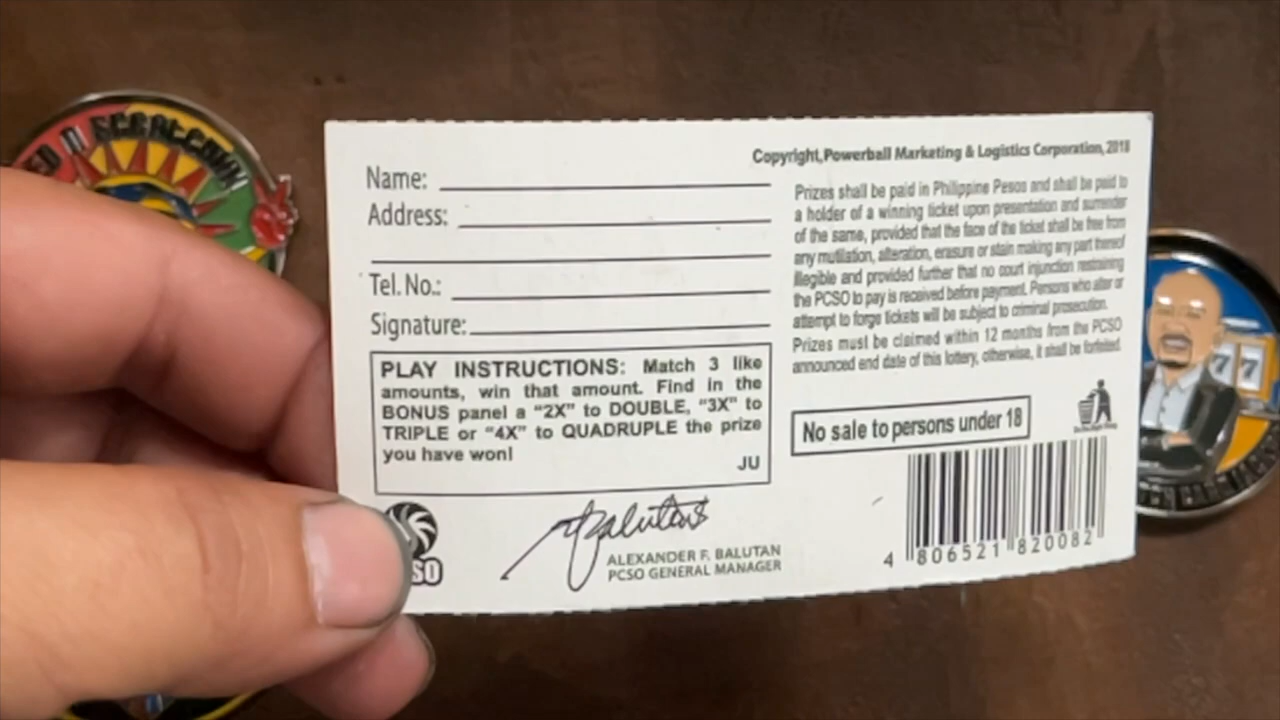 Name:
Address:
Tel. No.:
Signature:
PLAY INSTRUCTIONS: Match 3 like
amounts, win that amount. Find in the
BONUS panel a “2X” to DOUBLE, “3X” to
TRIPLE or “4X” to QUADRUPLE the prize
you have won!
JU
Balutan
ALEXANDER F. BALUTAN
PCSO GENERAL MANAGER
SO
Copyright, Powerball Marketing & Logistics Corporation, 2018
Prizes shall be paid in Philippine Pesos and shall be paid to
a holder of a winning ticket upon presentation and surrender
of the same, provided that the face of the ticket shall be free from
any mutilation, alteration, erasure or stain making any part thereof
illegible and provided further that no court injunction restraining
the PCSO to pay is received before payment. Persons who alter or
attempt to forge tickets will be subject to criminal prosecution.
Prizes must be claimed within 12 months from the PCSO
announced end date of this lottery, otherwise, it shall be forfeited.
No sale to persons under 18
4 806521 820082
77